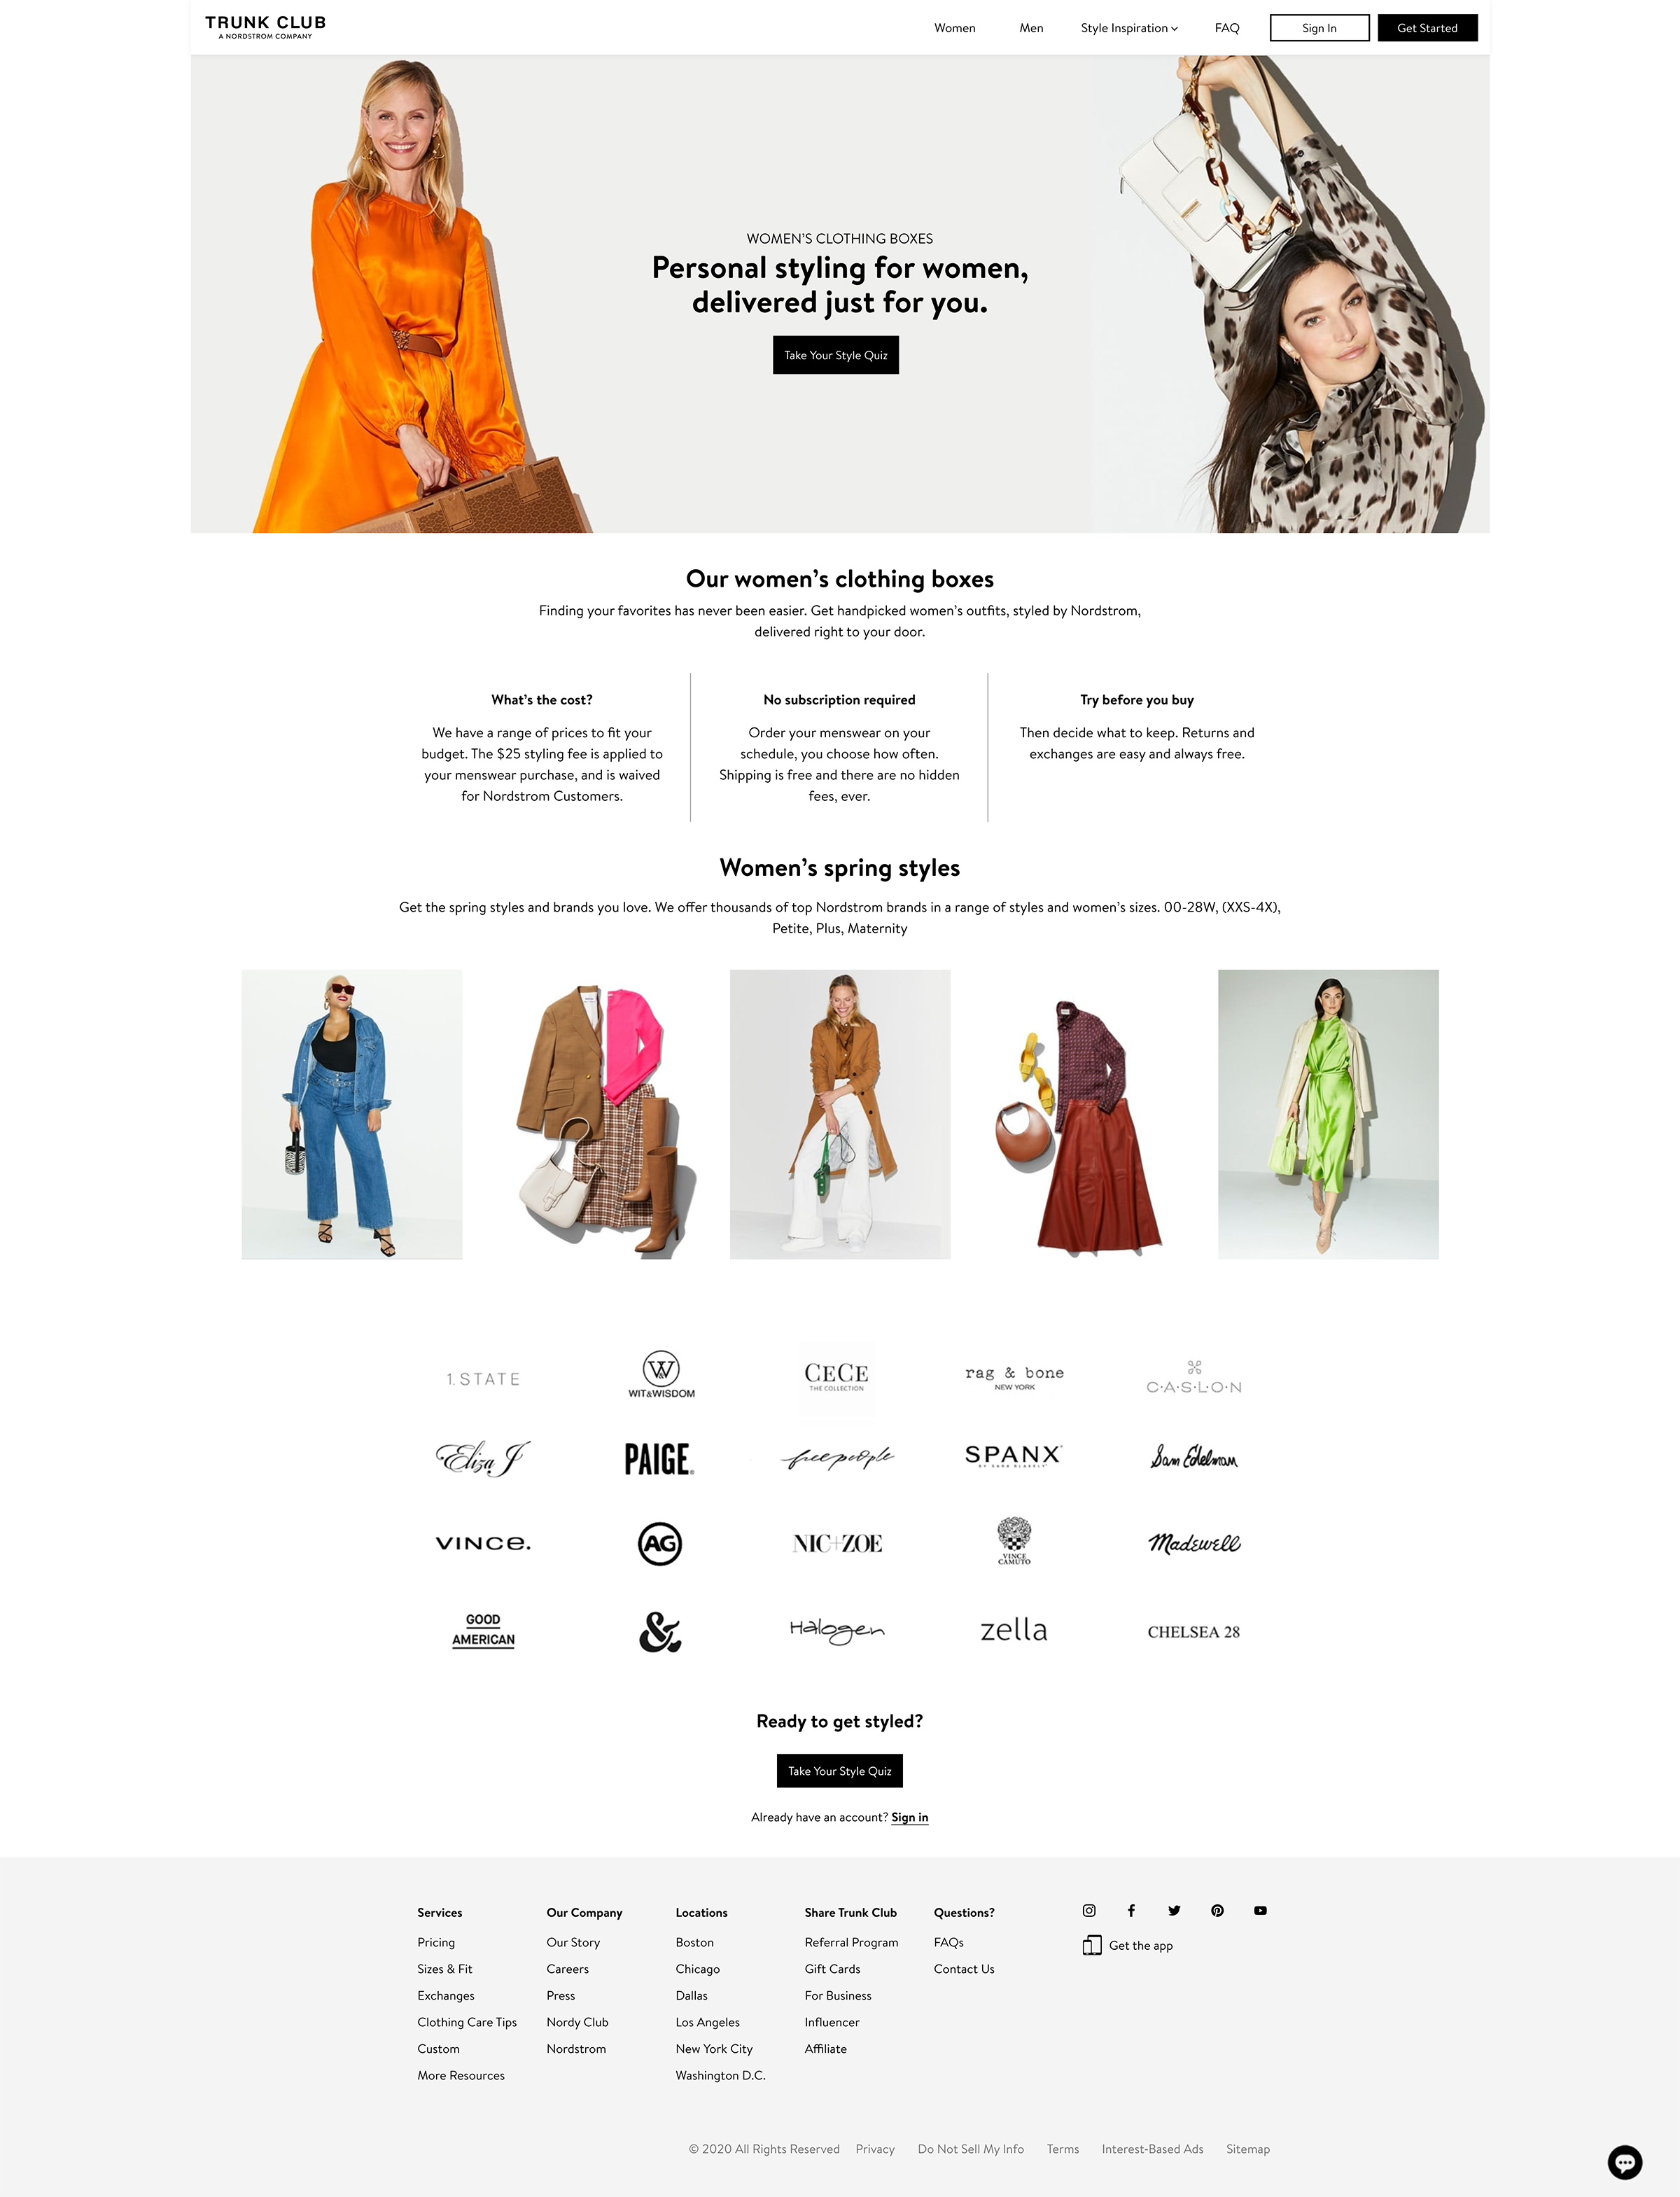 TRUNK CLUB
A NORDSTROM COMPANY
Women
Men
Style Inspiration
FAQ
Sign In
Get Started
WOMEN'S CLOTHING BOXES
Personal styling for women,
delivered just for you.
Take Your Style Quiz
Our women's clothing boxes
Finding your favorites has never been easier. Get handpicked women's outfits, styled by Nordstrom,
delivered right to your door.
What's the cost?
We have a range of prices to fit your
budget. The $25 styling fee is applied to
your menswear purchase, and is waived
for Nordstrom Customers.
No subscription required
Order your menswear on your
schedule, you choose how often.
Shipping is free and there are no hidden
fees, ever.
Try before you buy
Then decide what to keep. Returns and
exchanges are easy and always free.
Women's spring styles
Get the spring styles and brands you love. We offer thousands of top Nordstrom brands in a range of styles and women's sizes. 00-28W, (XXS-4X),
Petite, Plus, Maternity
1. STATE
W&W
WIT&WISDOM
CECE
THE COLLECTION
rag & bone
NEW YORK
C·A·S·L·O·N
Eliza J
PAIGE
free people
SPANX
BY SARA BLAKELY
Sam Edelman
VINCE.
AG
NIC+ZOE
VINCE
CAMUTO
Madewell
GOOD
AMERICAN
&
Halogen
zella
CHELSEA 28
Ready to get styled?
Take Your Style Quiz
Already have an account? Sign in
Services
Pricing
Sizes & Fit
Exchanges
Clothing Care Tips
Custom
More Resources
Our Company
Our Story
Careers
Press
Nordy Club
Nordstrom
Locations
Boston
Chicago
Dallas
Los Angeles
New York City
Washington D.C.
Share Trunk Club
Referral Program
Gift Cards
For Business
Influencer
Affiliate
Questions?
FAQs
Contact Us
Get the app
© 2020 All Rights Reserved
Privacy
Do Not Sell My Info
Terms
Interest-Based Ads
Sitemap